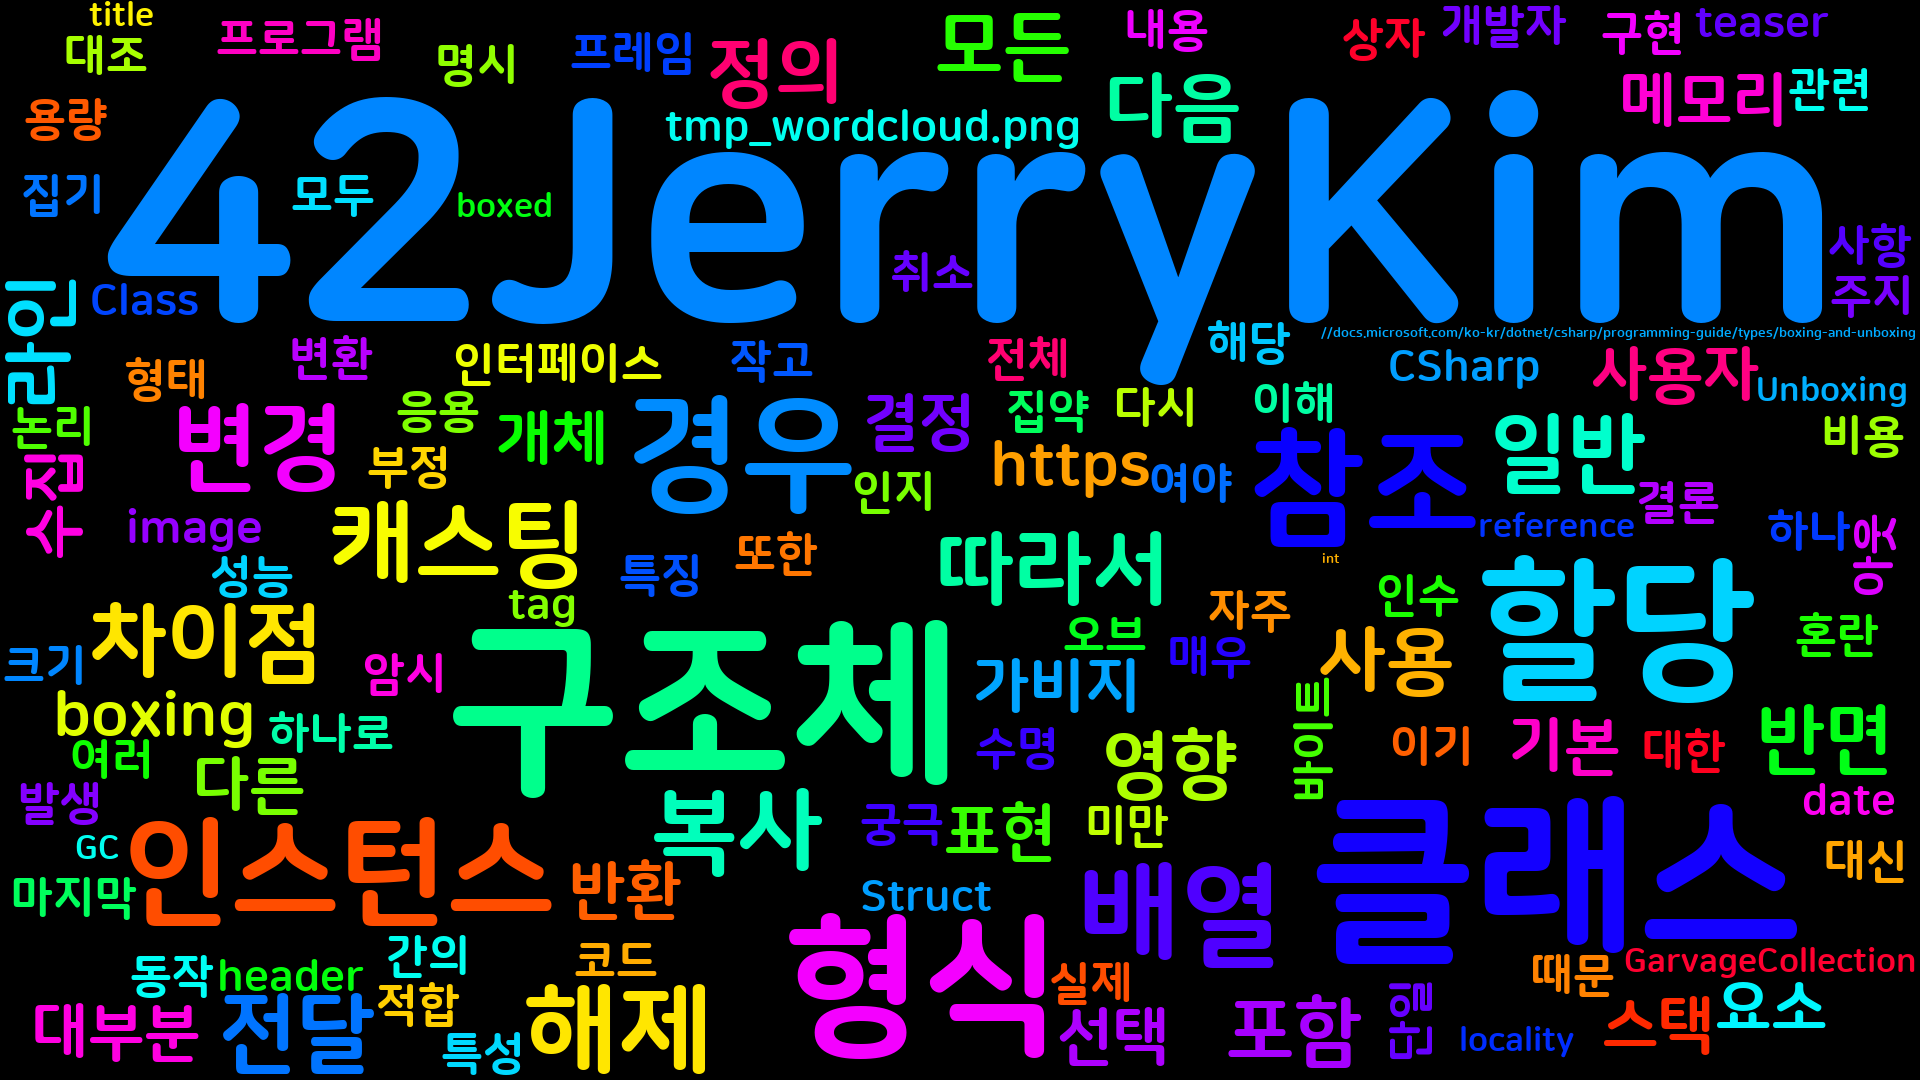 title
대조
프로그램
명시
프레임
정의
모든
내용
다음
상자
개발자
구현
teaser
메모리
관련
용량
tmp_wordcloud.png
집기
모두
boxed
42JerryKim
취소
사항
주지
라인
Class
//docs.microsoft.com/ko-kr/dotnet/csharp/programming-guide/types/boxing-and-unboxing
형태
변환
인터페이스
작고
전체
해당
CSharp
사용자
Unboxing
논리
변경
응용
개체
부정
경우
결정
인지
집약
다시
이해
https
여야
참조
일반
비용
수집
image
캐스팅
성능
특징
또한
따라서
int
reference
결론
하나
호출
차이점
tag
구조체
오브
자주
매우
인수
사용
할당
혼란
크기
암시
boxing
하나로
여러
가비지
수명
영향
바이트
이기
기본
대한
반면
발생
다른
date
GC
인스턴스
복사
궁극
표현
미만
클래스
대신
마지막
반환
Struct
배열
동작
header
간의
코드
형식
실제
때문
GarvageCollection
대부분
전달
적합
특성
해제
선택
포함
locality
스택
요소